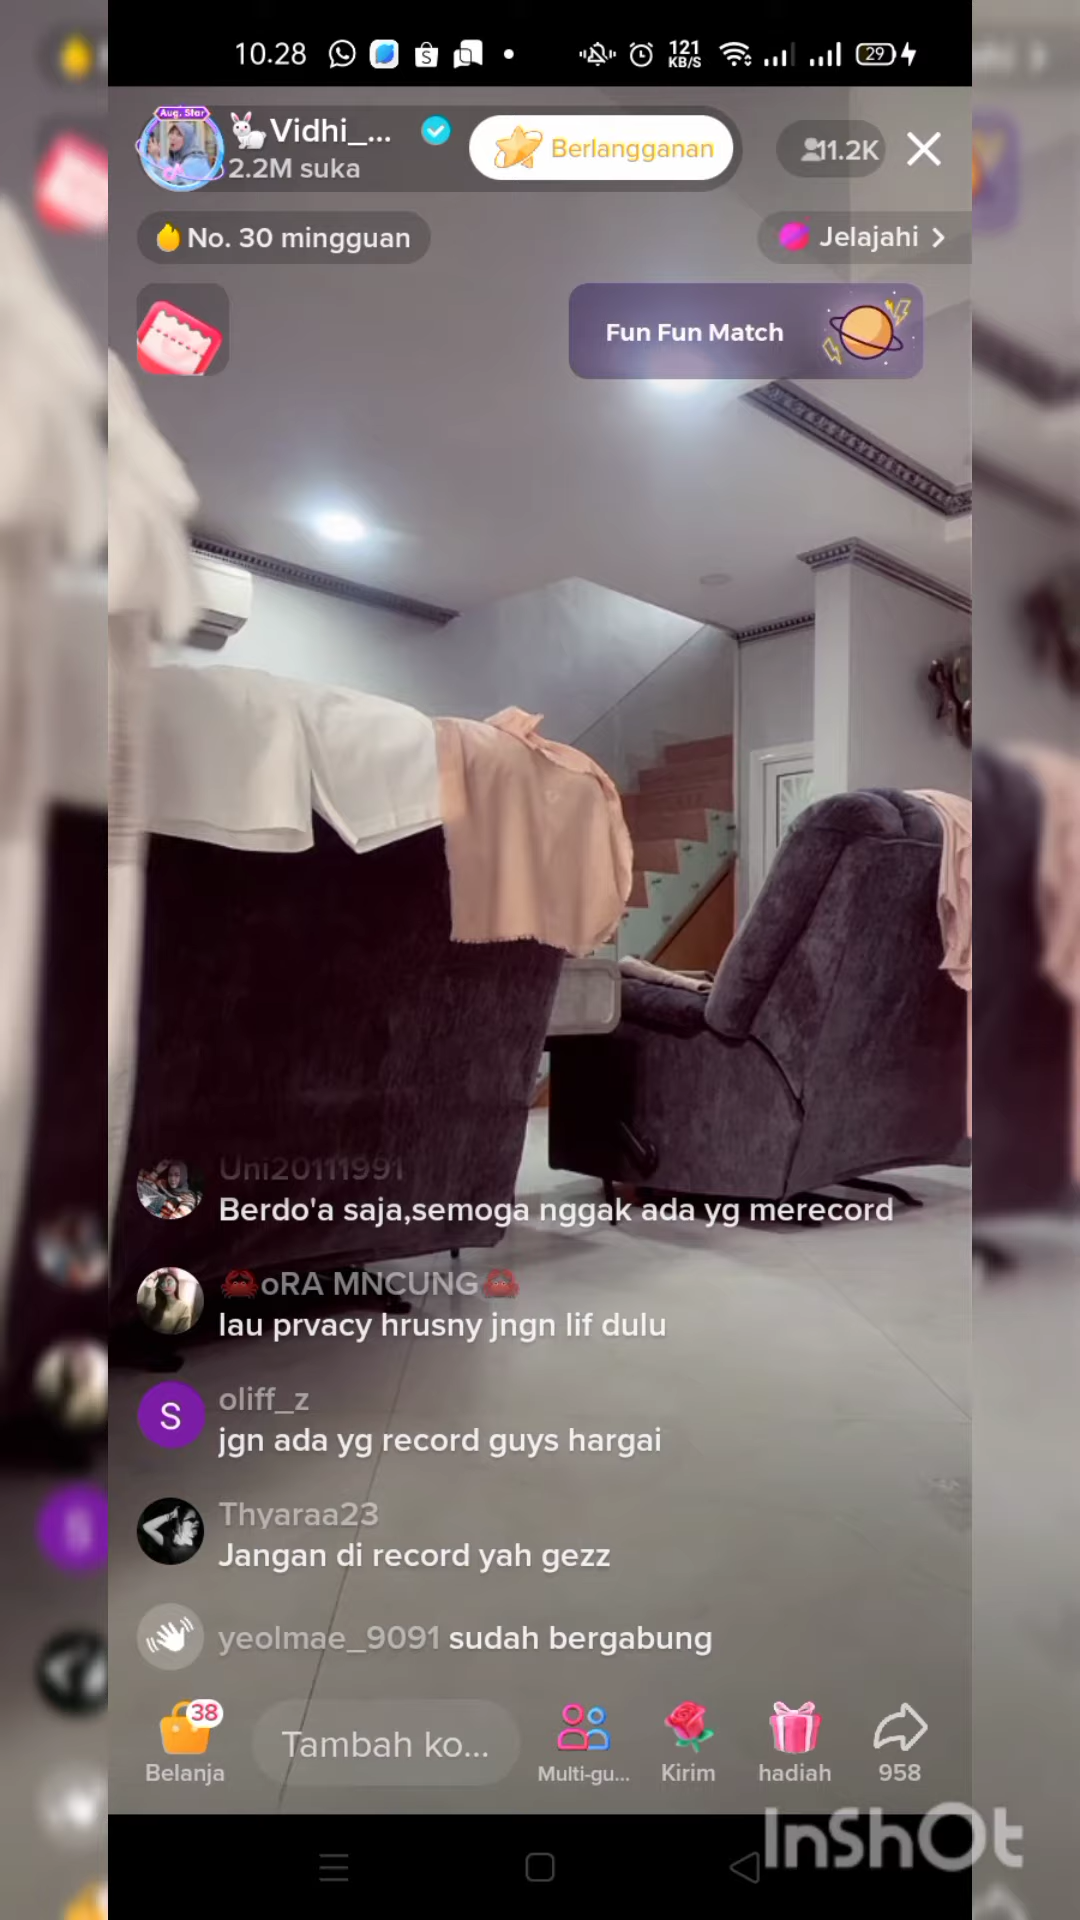 10.28
121
KB/S
29
Aug. Star
Vidhi_...
2.2M suka
Berlangganan
11.2K
No. 30 mingguan
Jelajahi
Fun Fun Match
Uni20111991
Berdo'a saja,semoga nggak ada yg merecord
🦀oRA MNCUNG🦀
lau prvacy hrusny jngn lif dulu
S
oliff_z
jgn ada yg record guys hargai
Thyaraa23
Jangan di record yah gezz
yeolmae_9091 sudah bergabung
38
Belanja
Tambah ko...
Multi-gu...
Kirim
hadiah
958
InShOt